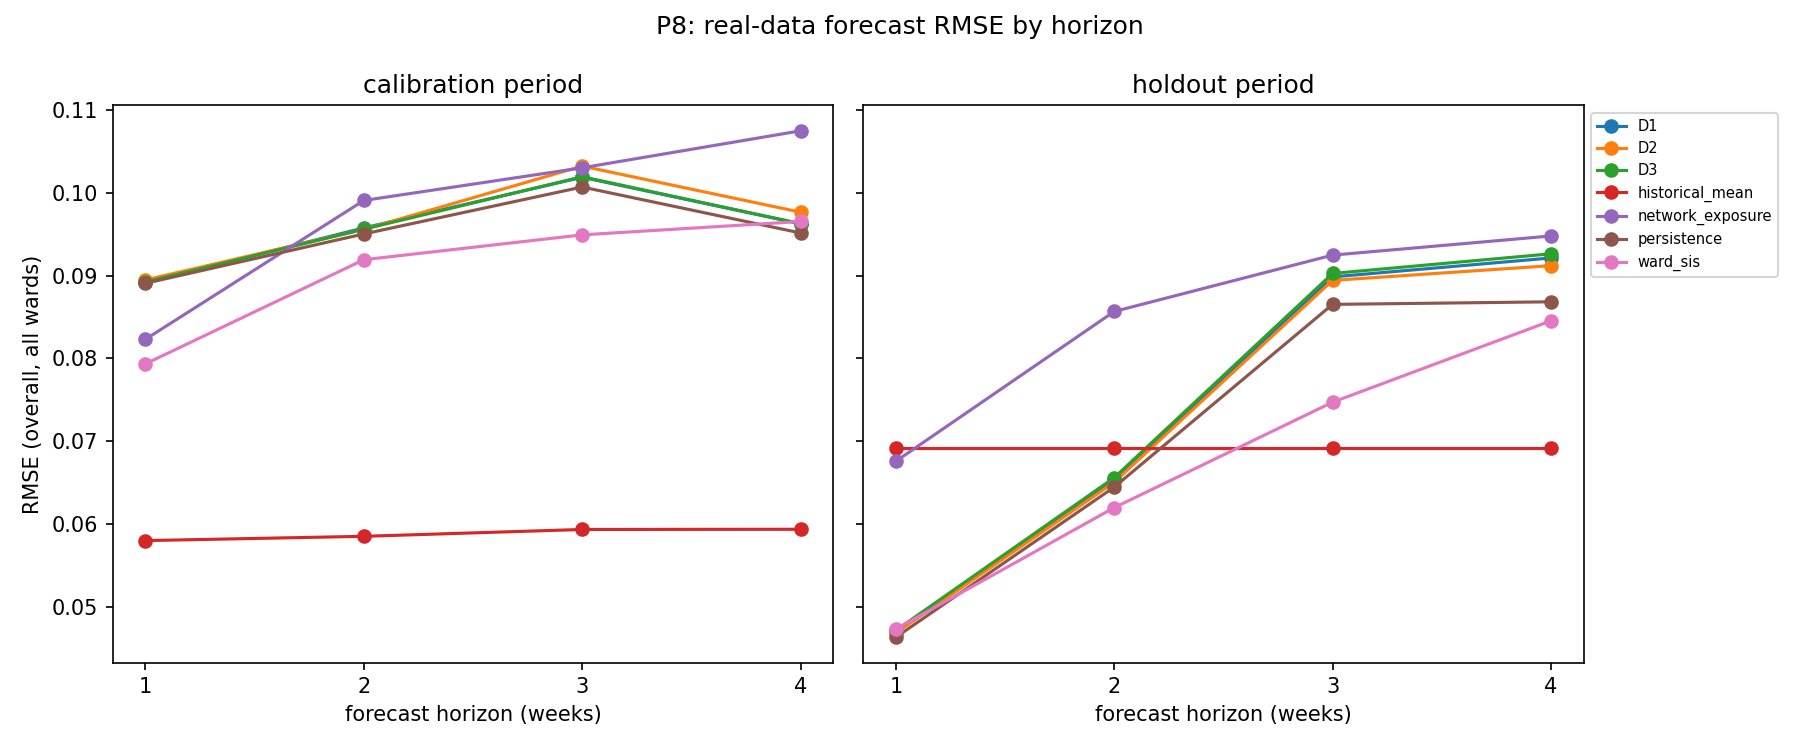 P8: real-data forecast RMSE by horizon
calibration period
holdout period
RMSE (overall, all wards)
0.11
0.10
0.09
0.08
0.07
0.06
0.05
1 2 3 4
forecast horizon (weeks)
1 2 3 4
forecast horizon (weeks)
D1
D2
D3
historical_mean
network_exposure
persistence
ward_sis